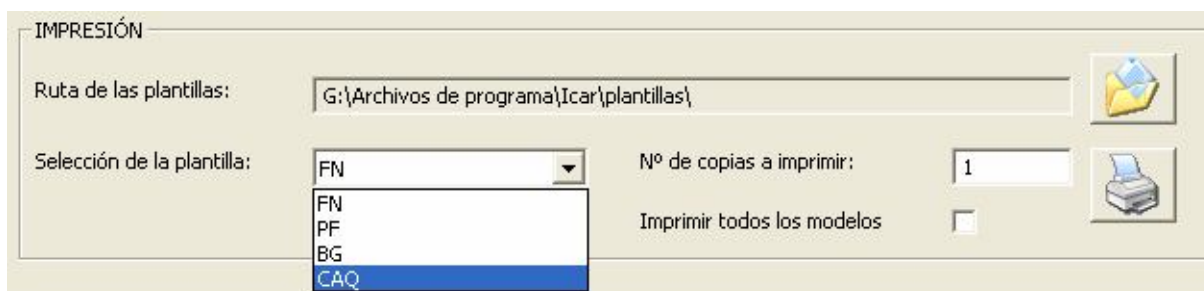 IMPRESIÓN
Ruta de las plantillas:
G:\Archivos de programa\Icar\plantillas\
Selección de la plantilla:
FN
Nº de copias a imprimir:
1
FN
PF
BG
CAQ
Imprimir todos los modelos